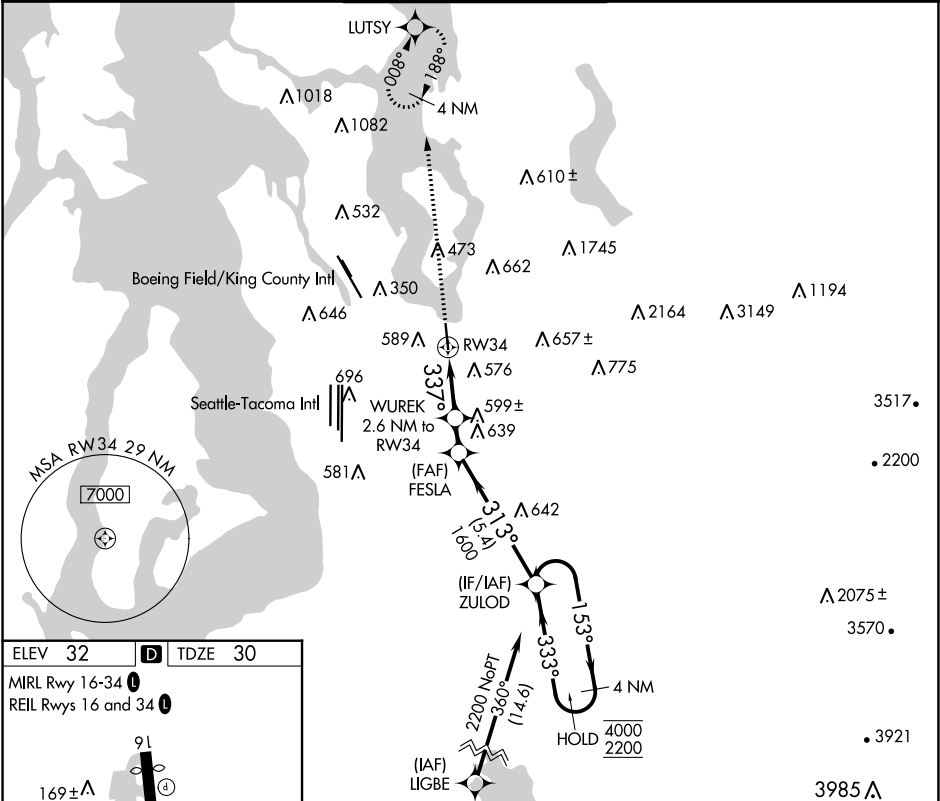 LUTSY
008°
188°
4 NM
1018
1082
610±
532
473
1745
662
Boeing Field/King County Intl
350
1194
646
2164
3149
589
RW34
657±
576
775
337°
696
Seattle-Tacoma Intl
WUREK
2.6 NM to
RW34
599±
639
3517
MSA RW34 29 NM
7000
581
(FAF)
FESLA
2200
313°
(5.4)
1600
642
(IF/IAF)
ZULOD
153°
333°
2075±
3570
4 NM
HOLD
4000
2200
2200 NoPT
360°
(14.6)
3921
(IAF)
LIGBE
3985
ELEV 32 D TDZE 30
MIRL Rwy 16-34 L
REIL Rwys 16 and 34 L
16
P
169±